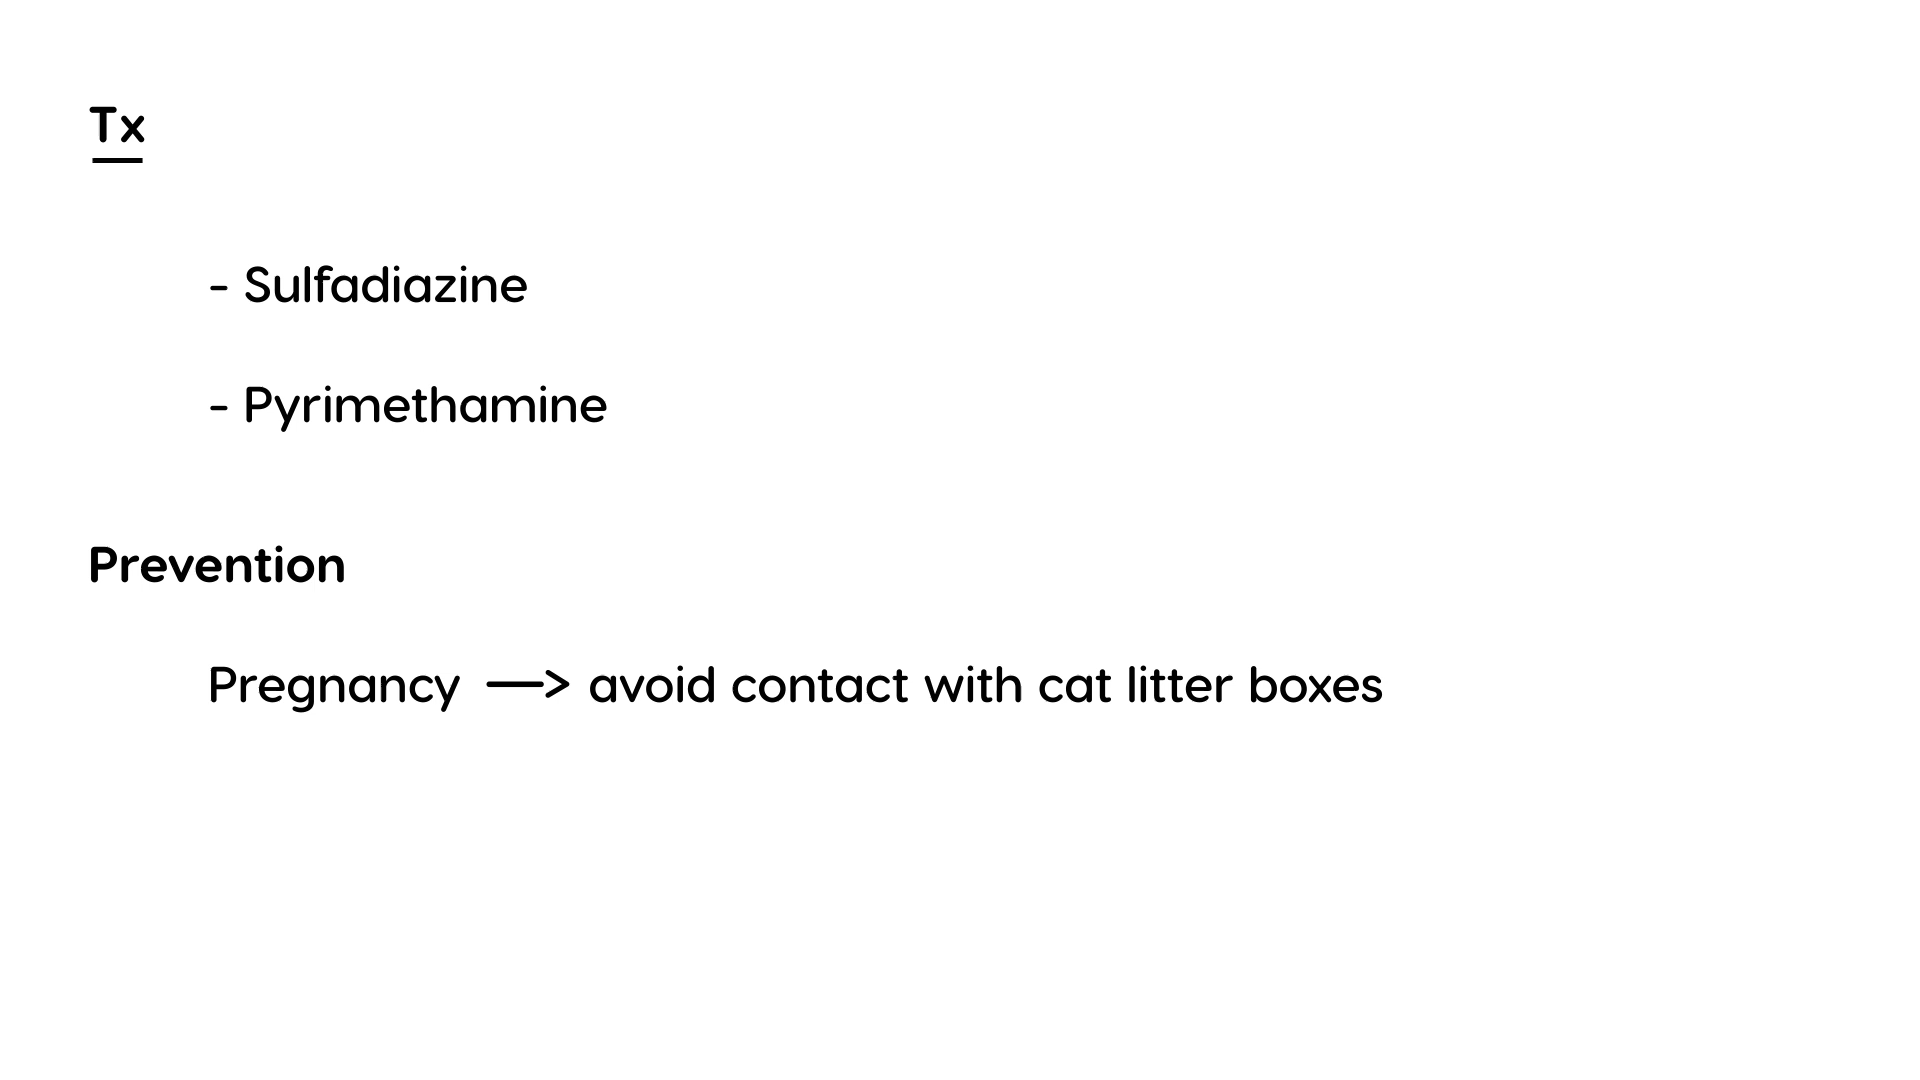 Tx
- Sulfadiazine
- Pyrimethamine
Prevention
Pregnancy —> avoid contact with cat litter boxes